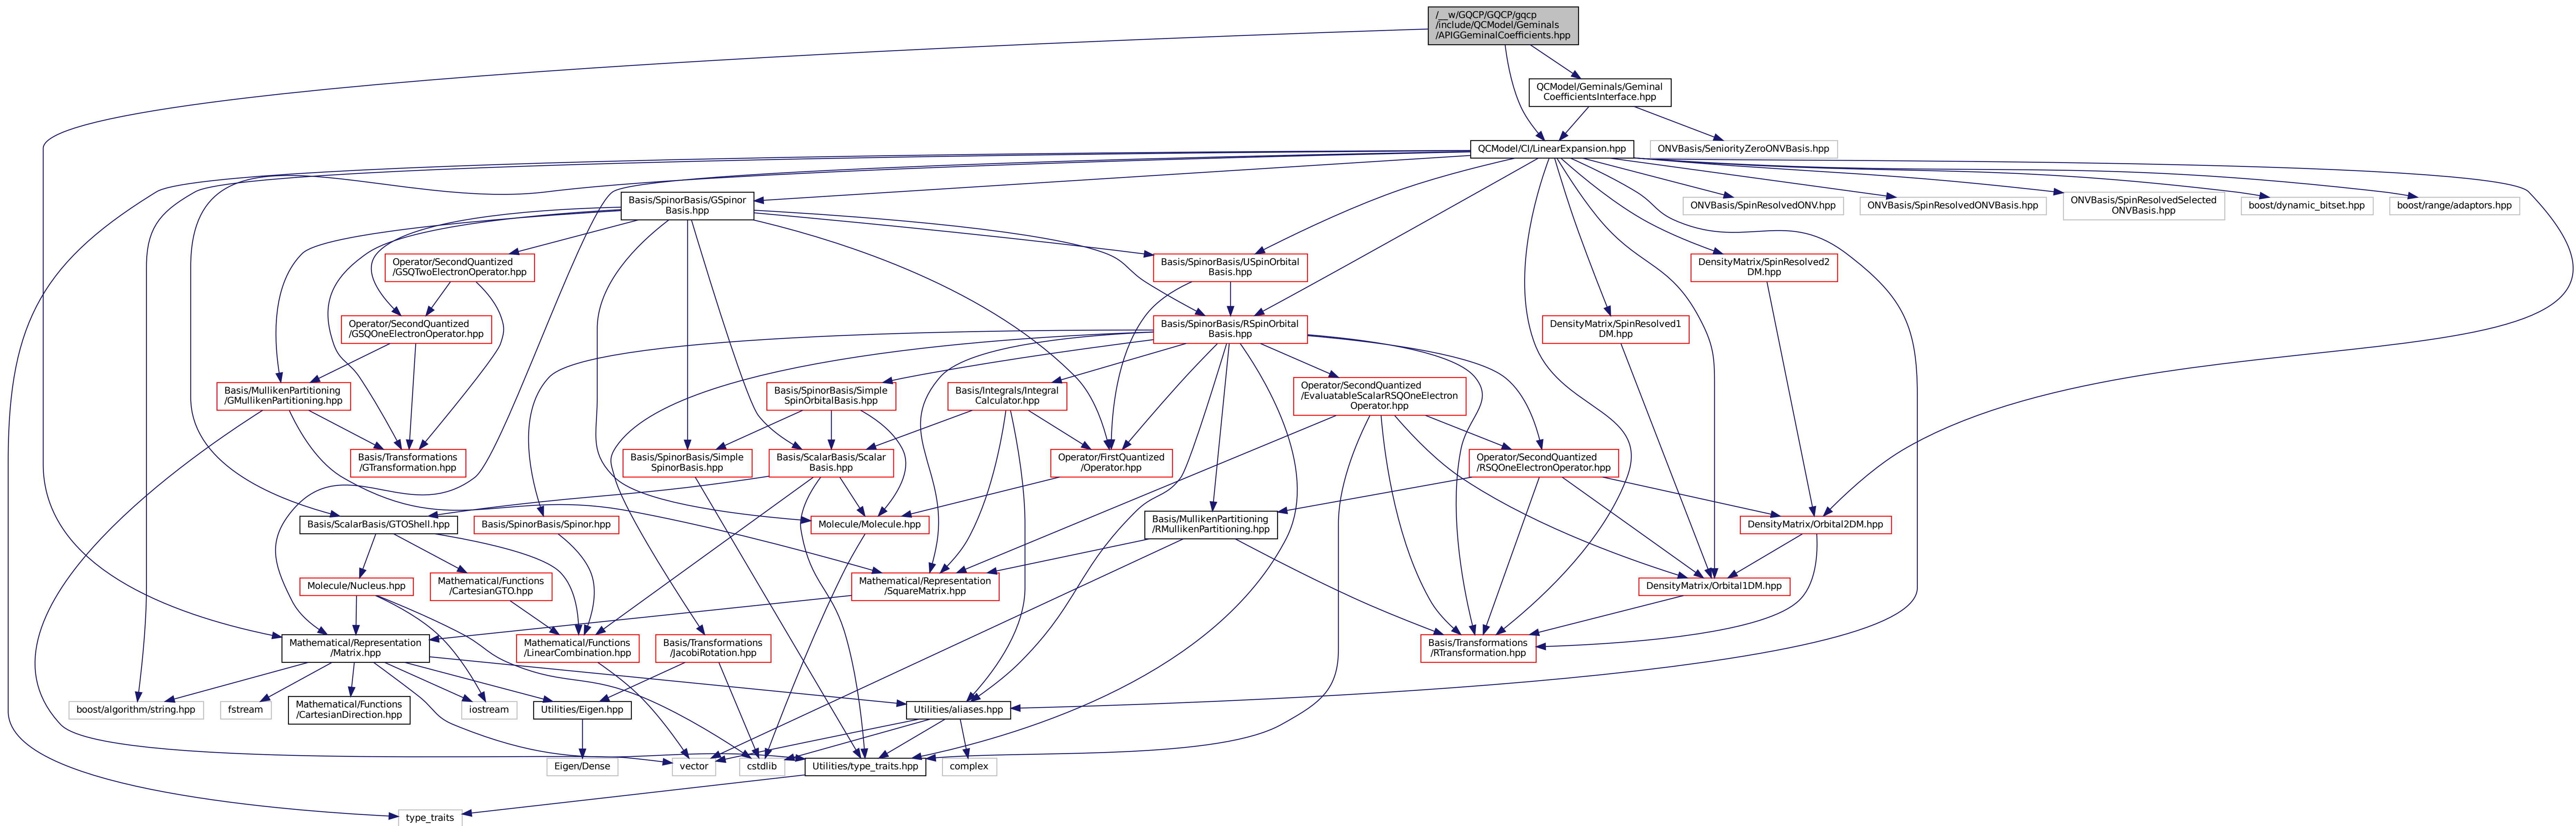 /__w/GQCP/GQCP/gqcp
/include/QCModel/Geminals
/APIGGeminalCoefficients.hpp
QCModel/Geminals/Geminal
CoefficientsInterface.hpp
QCModel/CI/LinearExpansion.hpp
ONVBasis/SeniorityZeroONVBasis.hpp
Basis/SpinorBasis/GSpinor
Basis.hpp
ONVBasis/SpinResolvedONV.hpp
ONVBasis/SpinResolvedONVBasis.hpp
ONVBasis/SpinResolvedSelected
ONVBasis.hpp
boost/dynamic_bitset.hpp
boost/range/adaptors.hpp
Operator/SecondQuantized
/GSQTwoElectronOperator.hpp
Basis/SpinorBasis/USpinOrbital
Basis.hpp
DensityMatrix/SpinResolved2
DM.hpp
Operator/SecondQuantized
/GSQOneElectronOperator.hpp
Basis/SpinorBasis/RSpinOrbital
Basis.hpp
DensityMatrix/SpinResolved1
DM.hpp
Basis/MullikenPartitioning
/GMullikenPartitioning.hpp
Basis/SpinorBasis/Simple
SpinOrbitalBasis.hpp
Basis/Integrals/Integral
Calculator.hpp
Operator/SecondQuantized
/EvaluatableScalarRSQOneElectron
Operator.hpp
Basis/Transformations
/GTransformation.hpp
Basis/SpinorBasis/Simple
SpinorBasis.hpp
Basis/ScalarBasis/Scalar
Basis.hpp
Operator/FirstQuantized
/Operator.hpp
Operator/SecondQuantized
/RSQOneElectronOperator.hpp
Basis/ScalarBasis/GTOShell.hpp
Basis/SpinorBasis/Spinor.hpp
Molecule/Molecule.hpp
Basis/MullikenPartitioning
/RMullikenPartitioning.hpp
DensityMatrix/Orbital2DM.hpp
Molecule/Nucleus.hpp
Mathematical/Functions
/CartesianGTO.hpp
Mathematical/Representation
/SquareMatrix.hpp
DensityMatrix/Orbital1DM.hpp
Mathematical/Representation
/Matrix.hpp
Mathematical/Functions
/LinearCombination.hpp
Basis/Transformations
/JacobiRotation.hpp
Basis/Transformations
/RTransformation.hpp
boost/algorithm/string.hpp
fstream
Mathematical/Functions
/CartesianDirection.hpp
iostream
Utilities/Eigen.hpp
Utilities/aliases.hpp
Eigen/Dense
vector
cstdlib
Utilities/type_traits.hpp
complex
type_traits